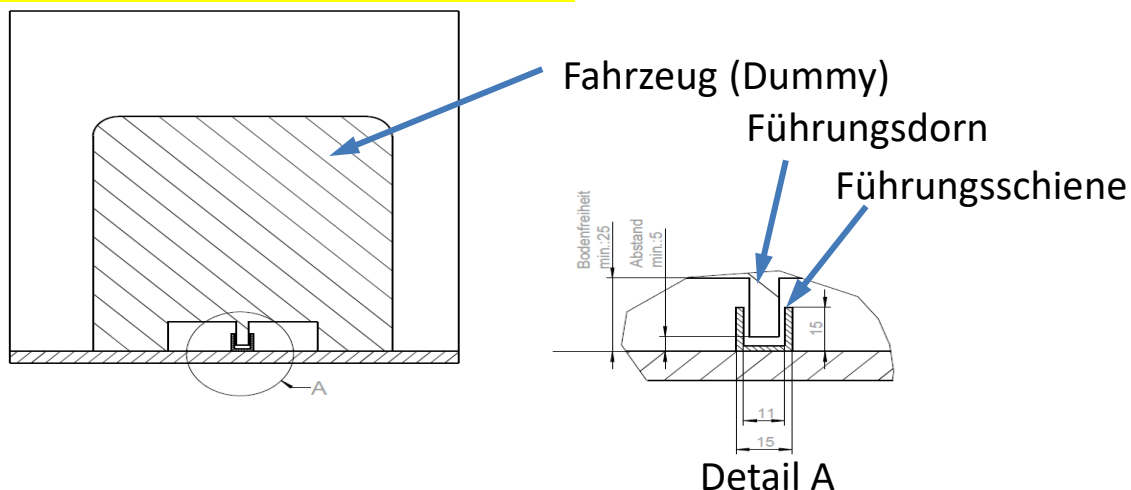 Fahrzeug (Dummy)
Führungsdorn
Führungsschiene
Bodenfreiheit
min.:25
Abstand
min.:5
15
11
15
A
Detail A